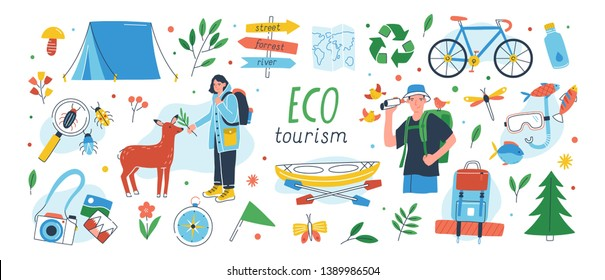 street
forrest
river
ECO
tourism
shutterstock.com · 1389986504